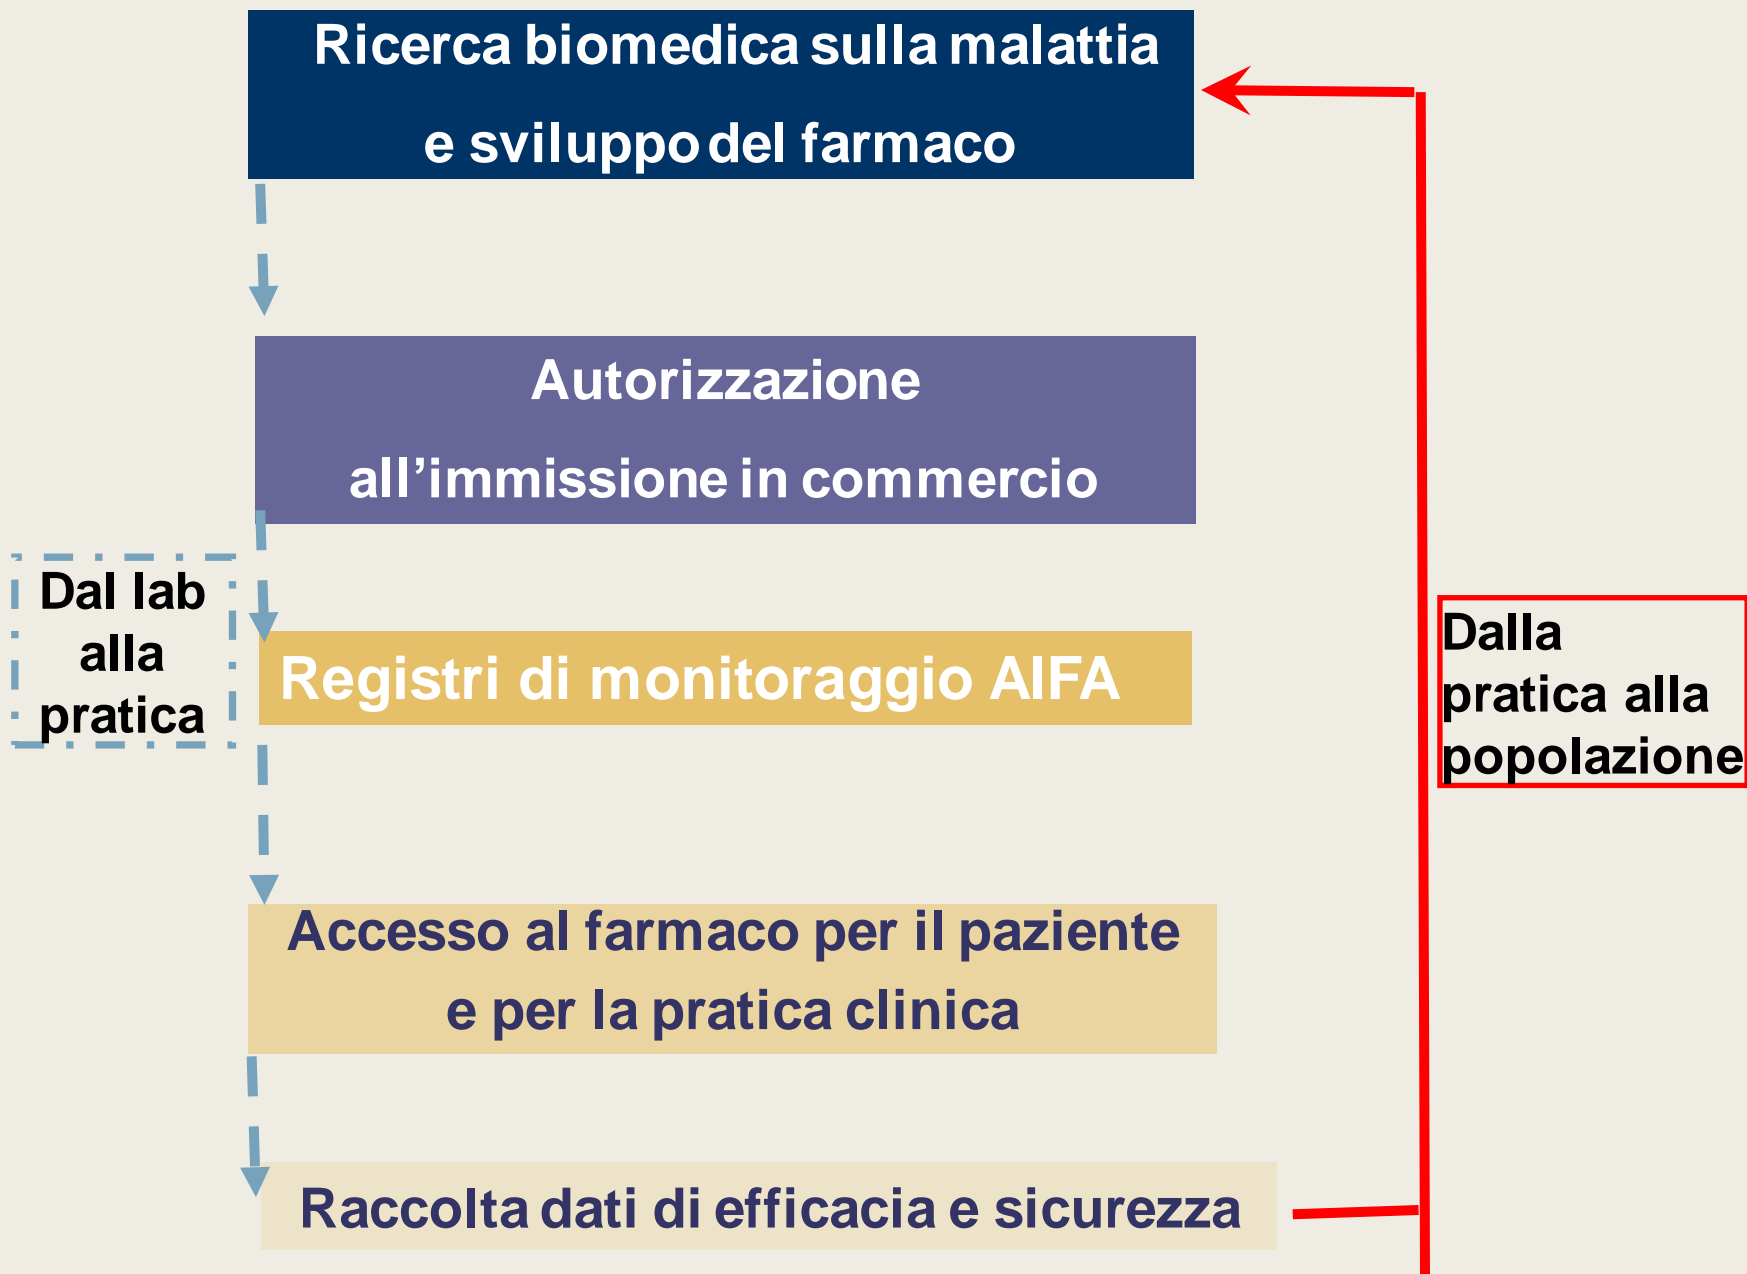 Ricerca biomedica sulla malattia
e sviluppo del farmaco
Autorizzazione
all’immissione in commercio
Dal lab
alla
pratica
Registri di monitoraggio AIFA
Dalla
pratica alla
popolazione
Accesso al farmaco per il paziente
e per la pratica clinica
Raccolta dati di efficacia e sicurezza